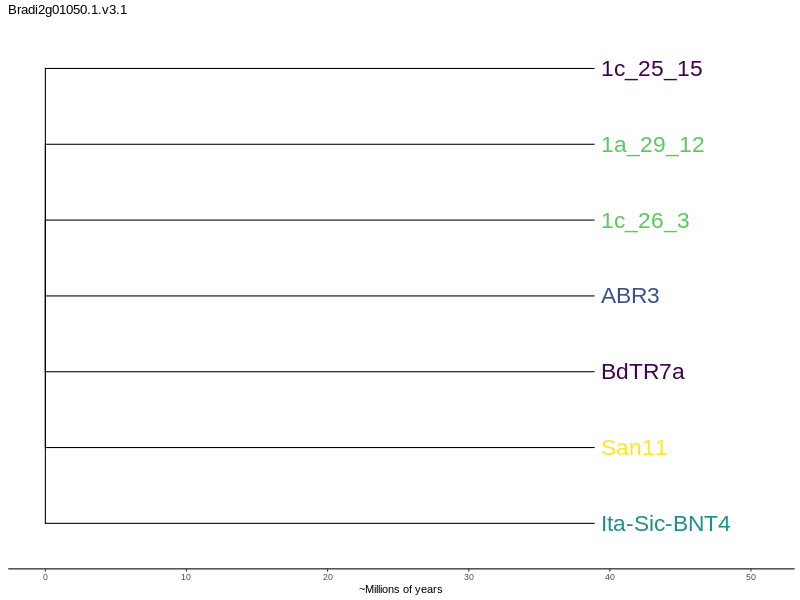 Bradi2g01050.1.v3.1
1c_25_15
1a_29_12
1c_26_3
ABR3
BdTR7a
San11
Ita-Sic-BNT4
0 10 20 30 40 50
~Millions of years